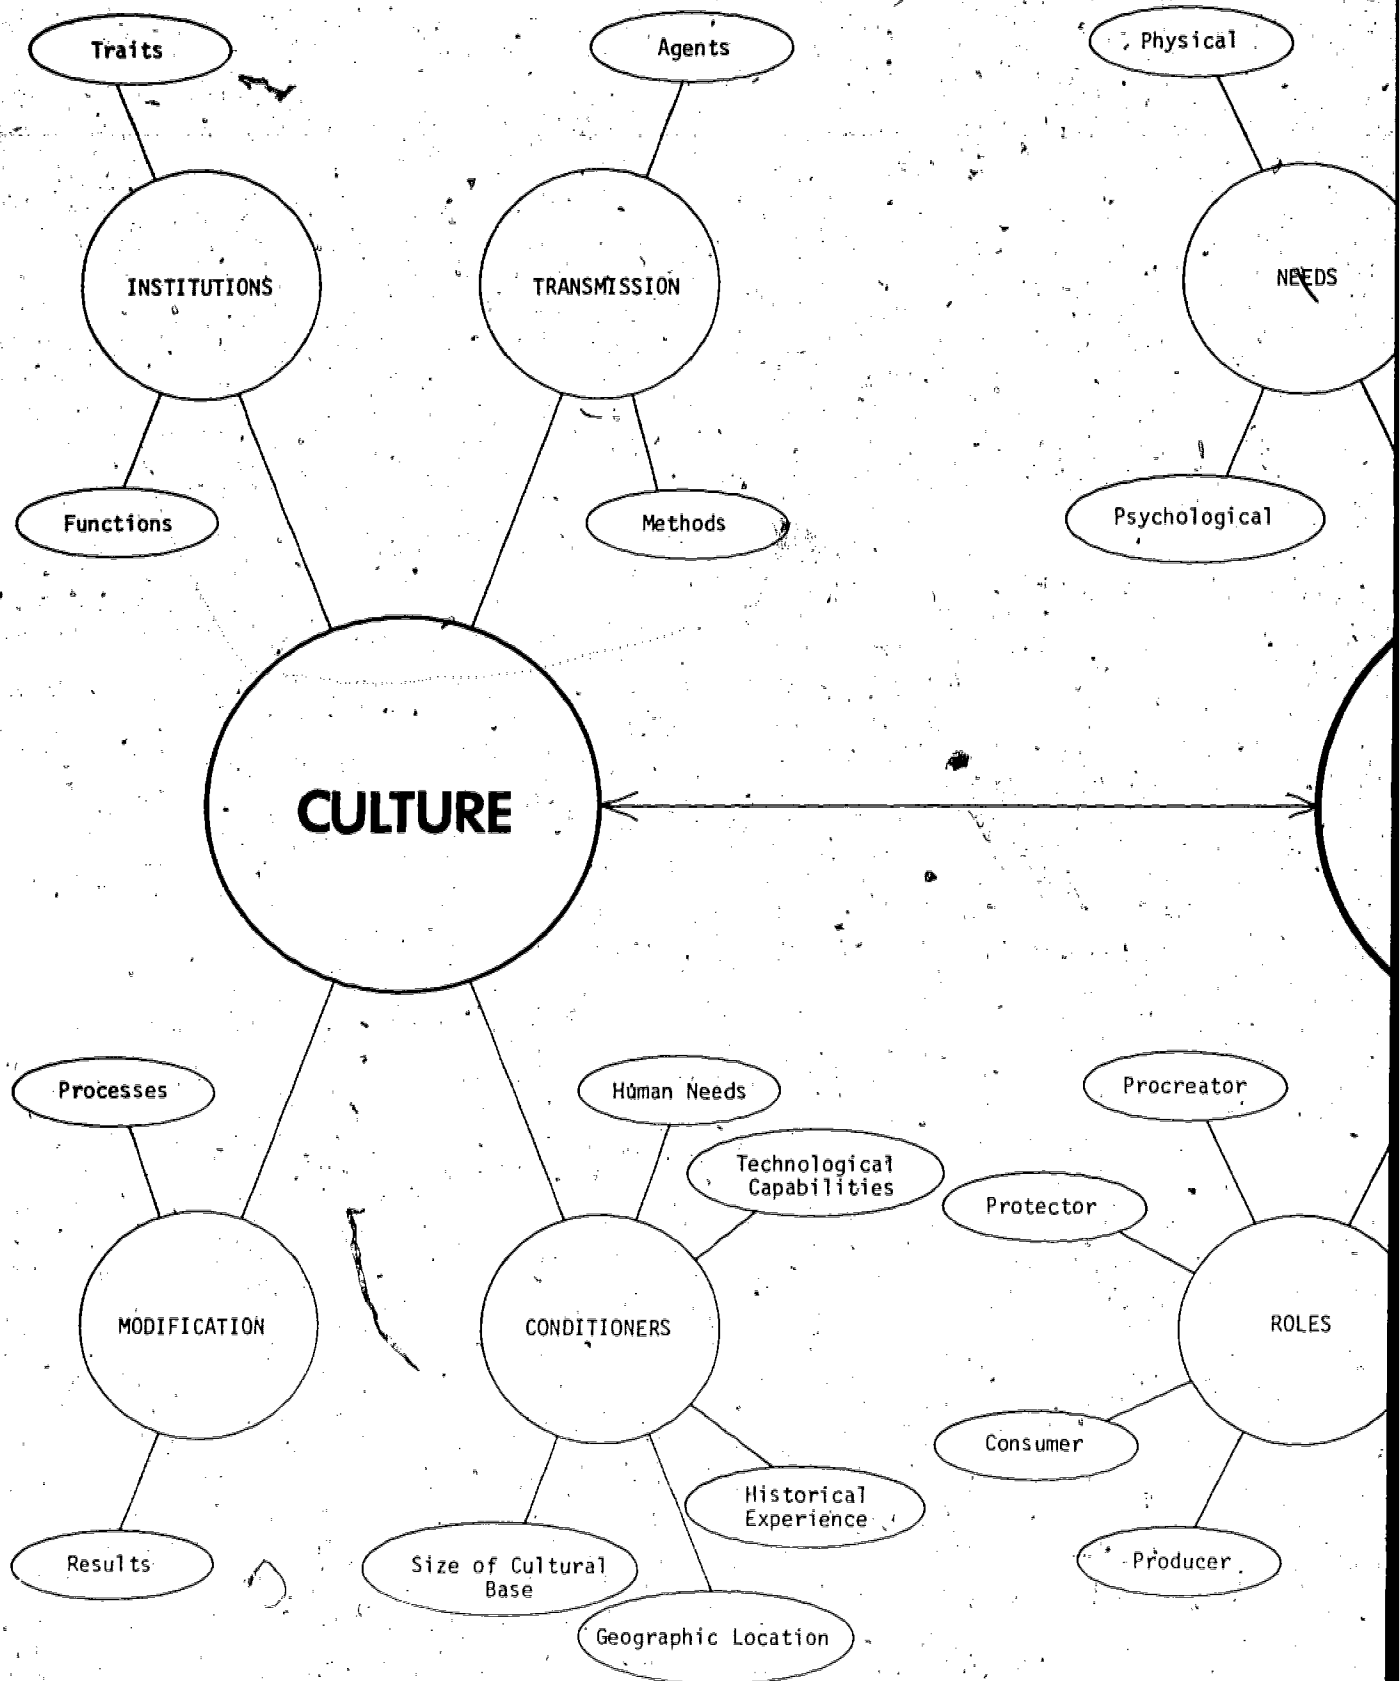 Traits
Agents
Physical
INSTITUTIONS
TRANSMISSION
NEEDS
Functions
Methods
Psychological
CULTURE
Processes
Human Needs
Procreator
Technological
Capabilities
Protector
MODIFICATION
CONDITIONERS
ROLES
Consumer
Historical
Experience
Results
Size of Cultural
Base
Producer
Geographic Location